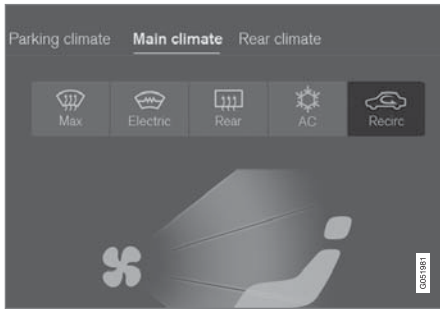 Parking climate Main climate Rear climate
Max Electric Rear AC Recirc
G051981